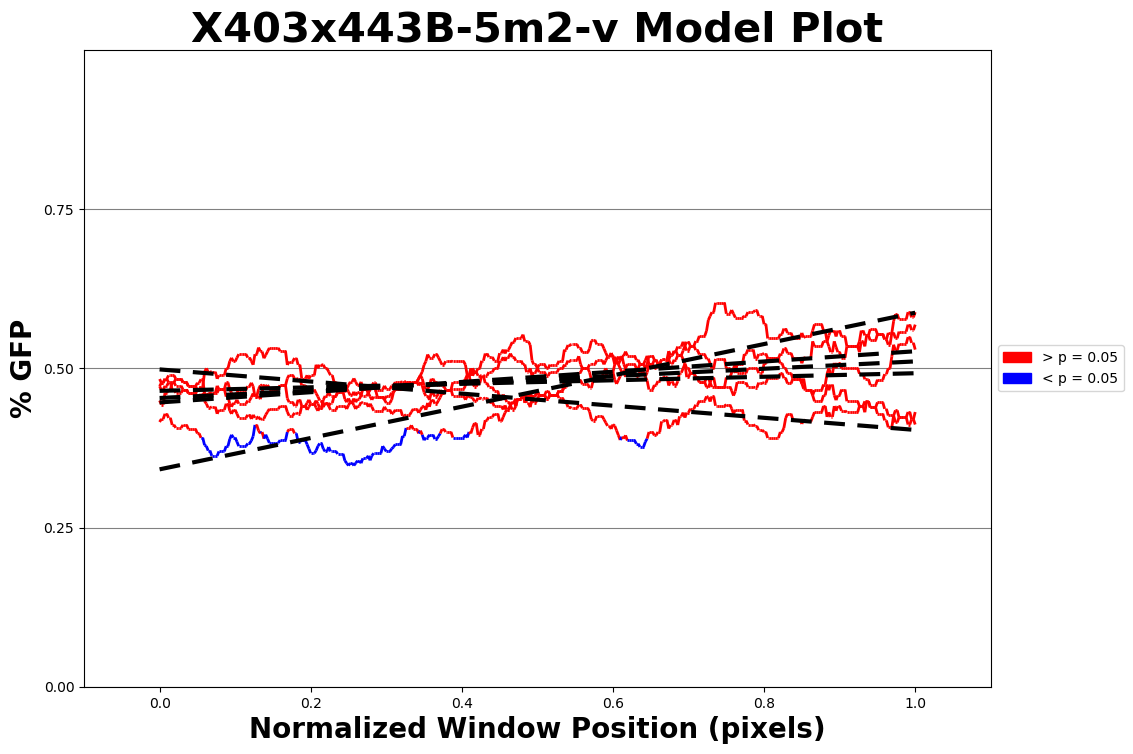 X403x443B-5m2-v Model Plot
% GFP
0.75
0.50
0.25
0.00
0.0 0.2 0.4 0.6 0.8 1.0
Normalized Window Position (pixels)
> p = 0.05
< p = 0.05